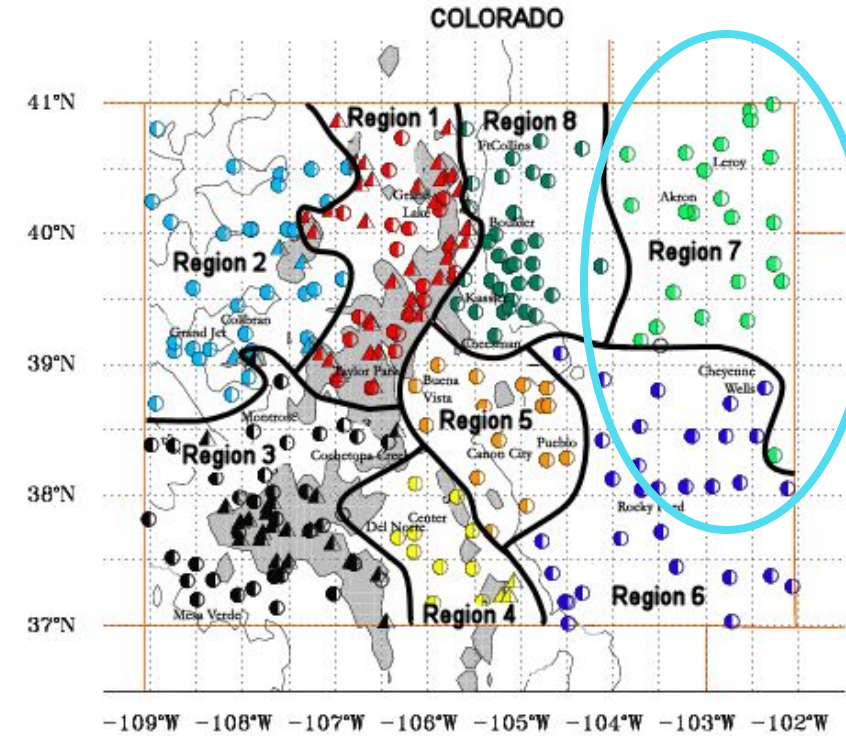 COLORADO
41°N
Region 1
Region 8
FtCollins
Leroy
Grand
Lake
Akron
40°N
Boulder
Region 7
Region 2
Kassler
Collbran
Grand Jct
Cheesman
39°N
Taylor Park
Buena
Vista
Cheyenne
Wells
Montrose
Region 5
Region 3
Cochetopa Creek
Canon City
Pueblo
38°N
Rocky Ford
Del Norte
Center
Region 6
Mesa Verde
Region 4
37°N
-109°W -108°W -107°W -106°W -105°W -104°W -103°W -102°W